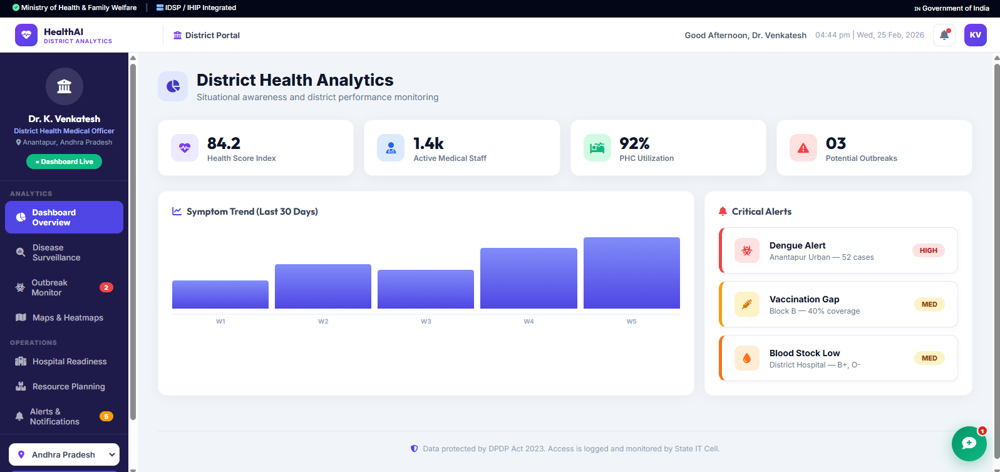 Ministry of Health & Family Welfare | IDSP / IHIP Integrated
IN Government of India
HealthAI
DISTRICT ANALYTICS
District Portal
Good Afternoon, Dr. Venkatesh
04:44 pm | Wed, 25 Feb, 2026
KV
Dr. K. Venkatesh
District Health Medical Officer
Anantapur, Andhra Pradesh
• Dashboard Live
ANALYTICS
Dashboard
Overview
Disease
Surveillance
Outbreak
Monitor
2
Maps & Heatmaps
OPERATIONS
Hospital Readiness
Resource Planning
Alerts &
Notifications
5
Andhra Pradesh
District Health Analytics
Situational awareness and district performance monitoring
84.2
Health Score Index
1.4k
Active Medical Staff
92%
PHC Utilization
03
Potential Outbreaks
Symptom Trend (Last 30 Days)
W1 W2 W3 W4 W5
Critical Alerts
Dengue Alert
Anantapur Urban — 52 cases
HIGH
Vaccination Gap
Block B — 40% coverage
MED
Blood Stock Low
District Hospital — B+, O-
MED
Data protected by DPDP Act 2023. Access is logged and monitored by State IT Cell.
1